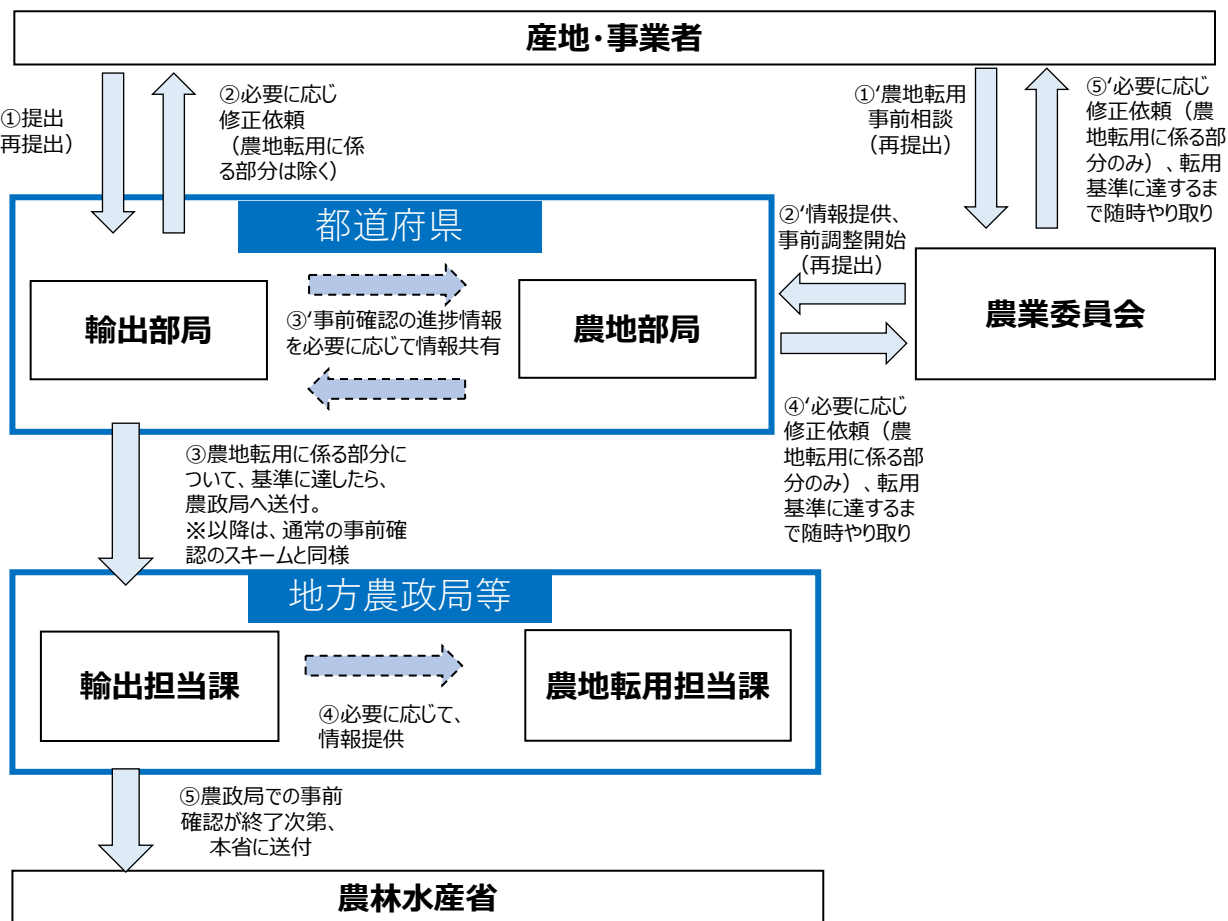 産地・事業者
①提出
再提出）
②必要に応じ
修正依頼
（農地転用に係
る部分は除く）
①‘農地転用
事前相談
（再提出）
⑤‘必要に応じ
修正依頼（農
地転用に係る部
分のみ）、転用
基準に達するま
で随時やり取り
都道府県
輸出部局
③‘事前確認の進捗情報
を必要に応じて情報共有
農地部局
②‘情報提供、
事前調整開始
（再提出）
農業委員会
④‘必要に応じ
修正依頼（農
地転用に係る部
分のみ）、転用
基準に達するま
で随時やり取り
③農地転用に係る部分に
ついて、基準に達したら、
農政局へ送付。
※以降は、通常の事前確
認のスキームと同様
地方農政局等
輸出担当課
④必要に応じて、
情報提供
農地転用担当課
⑤農政局での事前
確認が終了次第、
本省に送付
農林水産省